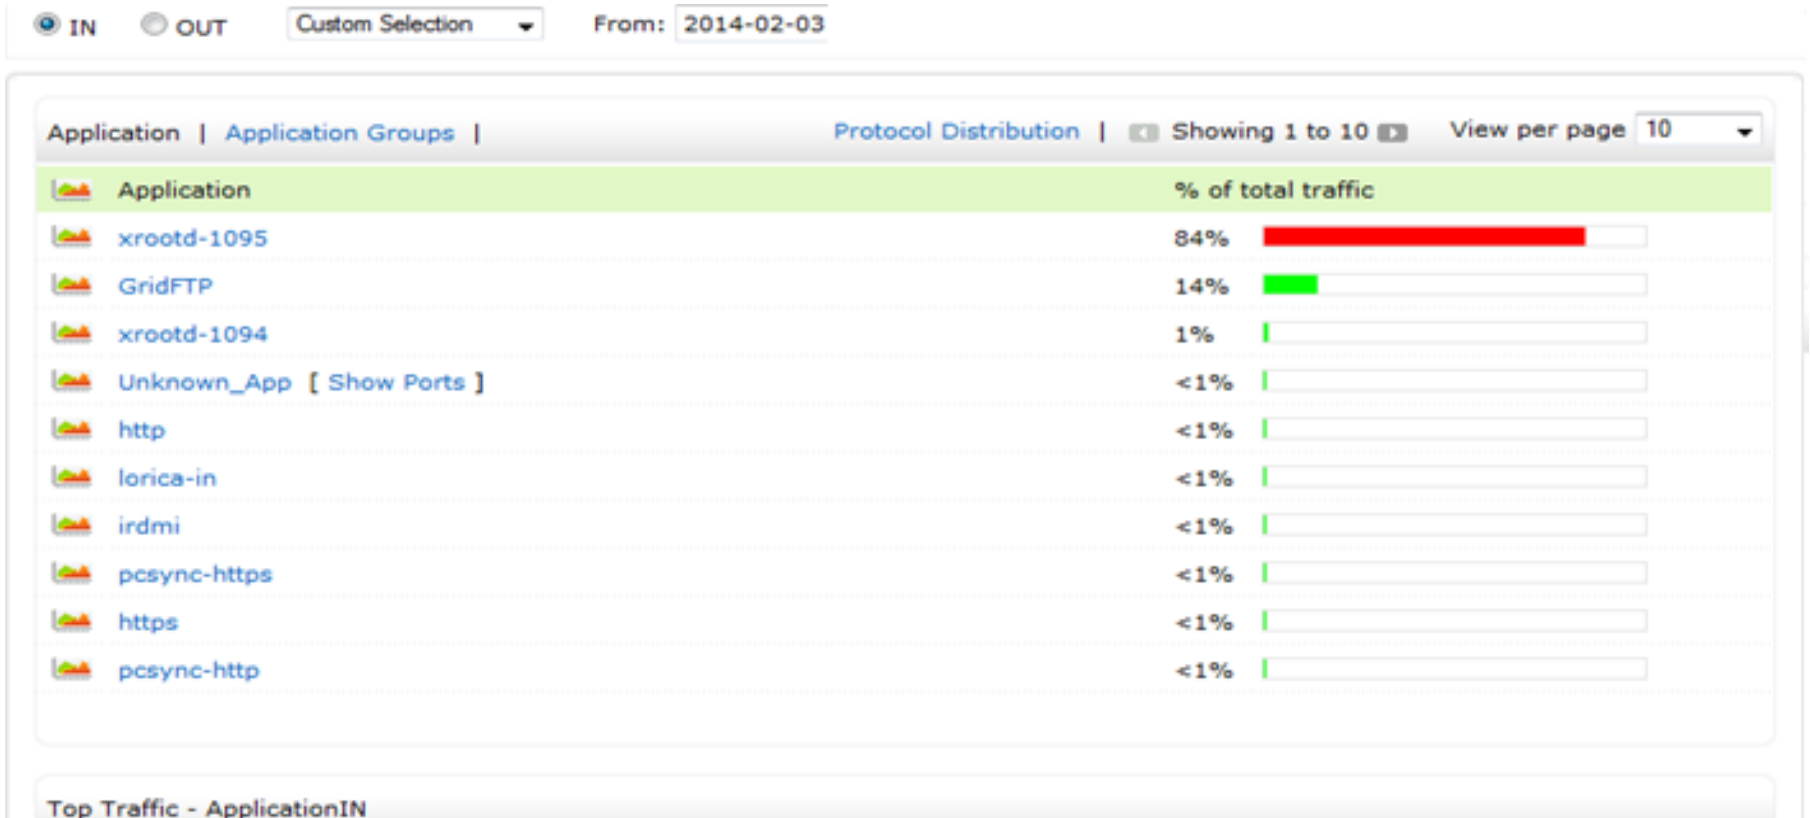 IN OUT Custom Selection From: 2014-02-03
Application | Application Groups | Protocol Distribution | Showing 1 to 10 View per page 10
Application % of total traffic
xrootd-1095 84%
GridFTP 14%
xrootd-1094 1%
Unknown_App [ Show Ports ] <1%
http <1%
lorica-in <1%
irdmi <1%
pcsync-https <1%
https <1%
pcsync-http <1%
Top Traffic - ApplicationIN